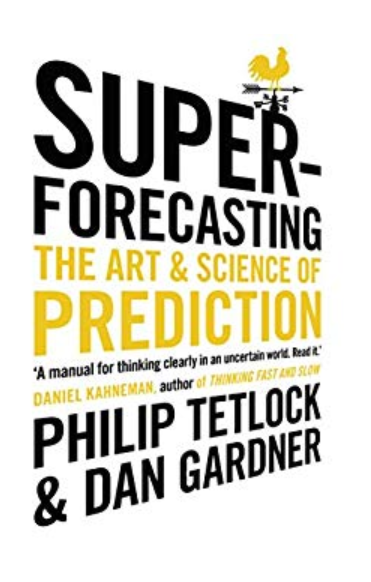 SUPER-
FORECASTING
THE ART & SCIENCE OF
PREDICTION
‘A manual for thinking clearly in an uncertain world. Read it.’
DANIEL KAHNEMAN, author of THINKING FAST AND SLOW
PHILIP TETLOCK
& DAN GARDNER